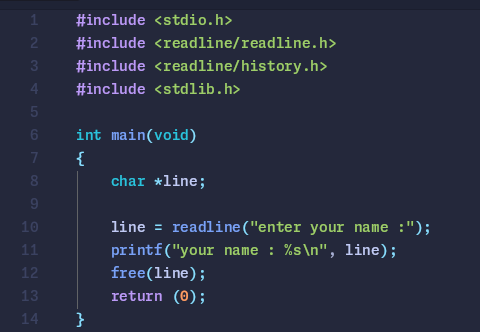 1 #include <stdio.h>
2 #include <readline/readline.h>
3 #include <readline/history.h>
4 #include <stdlib.h>
5
6 int main(void)
7 {
8     char *line;
9
10     line = readline("enter your name :");
11     printf("your name : %s\n", line);
12     free(line);
13     return (0);
14 }